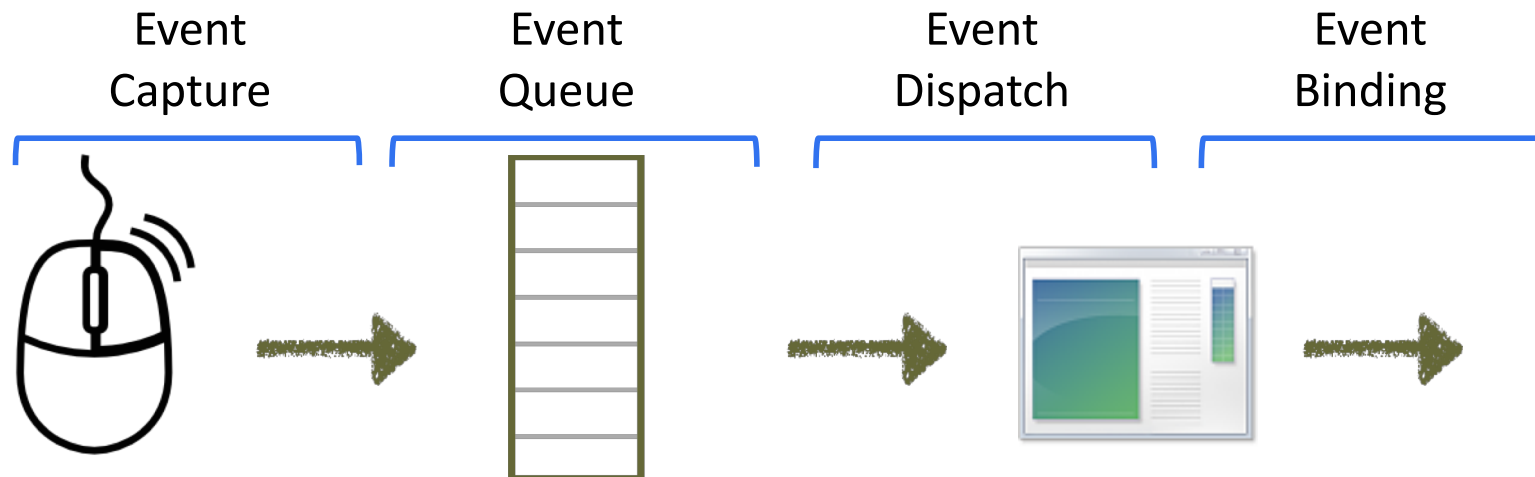 Event
Capture
Event
Queue
Event
Dispatch
Event
Binding